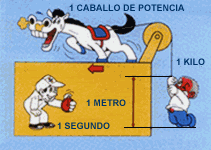 1 CABALLO DE POTENCIA
1 KILO
1 METRO
1 SEGUNDO